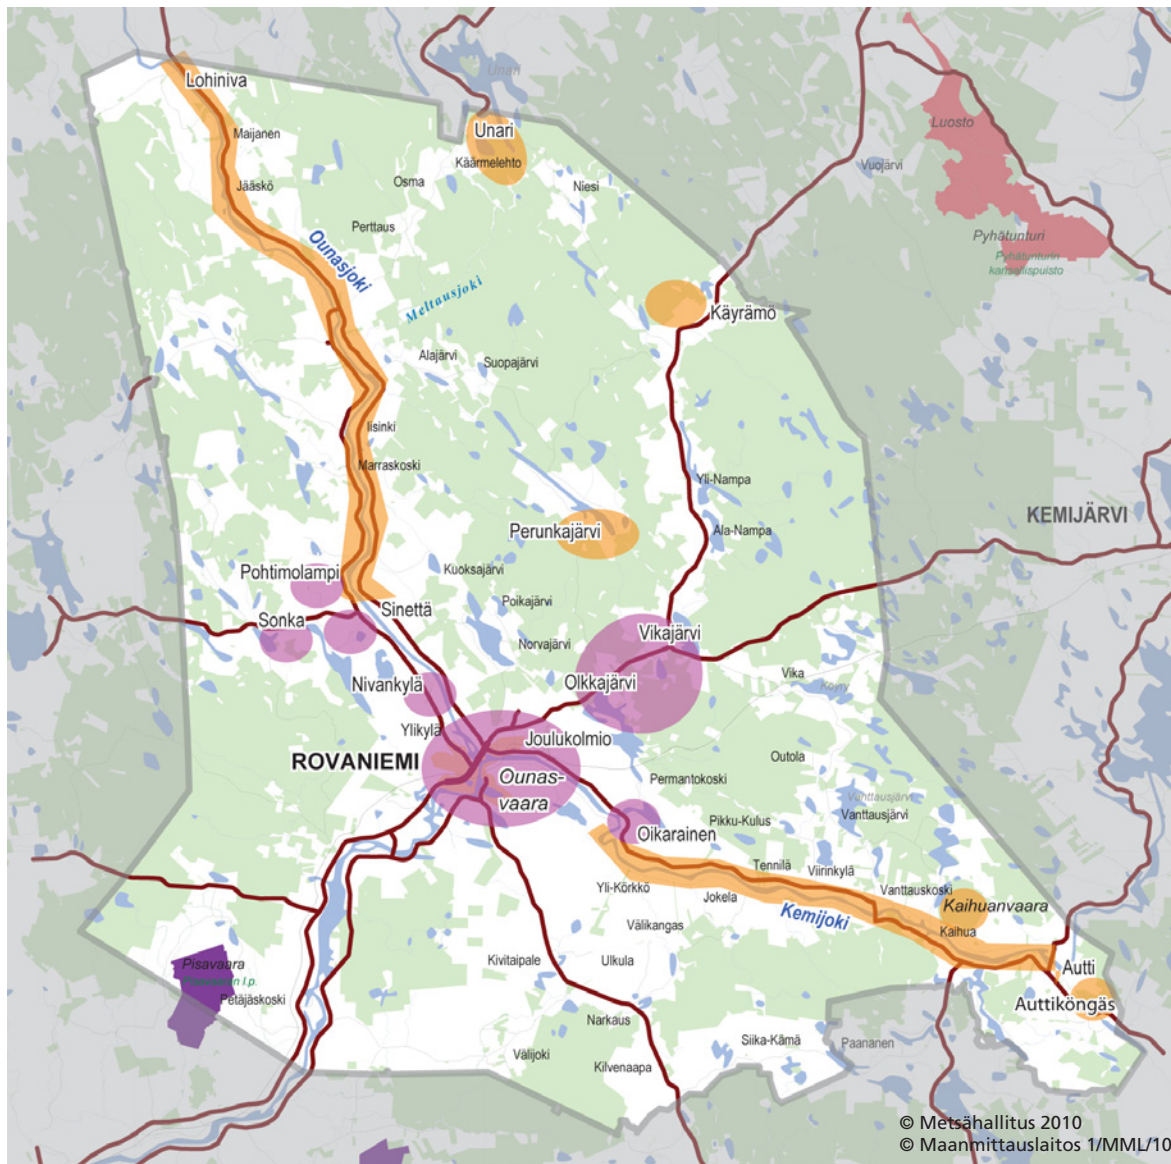 Lohiniva
Unari
Unari
Luosto
Maijanen
Käärmelehto
Vuojärvi
Osma
Niesi
Jääskö
Perttaus
Pyhätunturi
Pyhätunturin
kansallispuisto
Ounasjoki
Meltausjoki
Käyrämö
Alajärvi
Suopajärvi
Iisinki
Marraskoski
Yli-Nampa
KEMIJÄRVI
Perunkajärvi
Ala-Nampa
Pohtimolampi
Kuoksajärvi
Sinettä
Poikajärvi
Sonka
Vikajärvi
Norvajärvi
Nivankylä
Olkkajärvi
Vika
Köyry
Ylikylä
Joulukolmio
ROVANIEMI
Outola
Ounas-
vaara
Permantokoski
Vanttausjärvi
Vanttausjärvi
Pikku-Kulus
Oikarainen
Tennilä
Viirinkylä
Yli-Körkkö
Jokela
Vanttauskoski
Kaihuanvaara
Kemijoki
Välikangas
Kaihua
Kivitaipale
Ulkula
Autti
Pisavaara
Petäjäskoski
Auttiköngäs
Narkaus
Siika-Kämä
Paananen
Välijoki
Kilvenaapa
© Metsähallitus 2010
© Maanmittauslaitos 1/MML/10